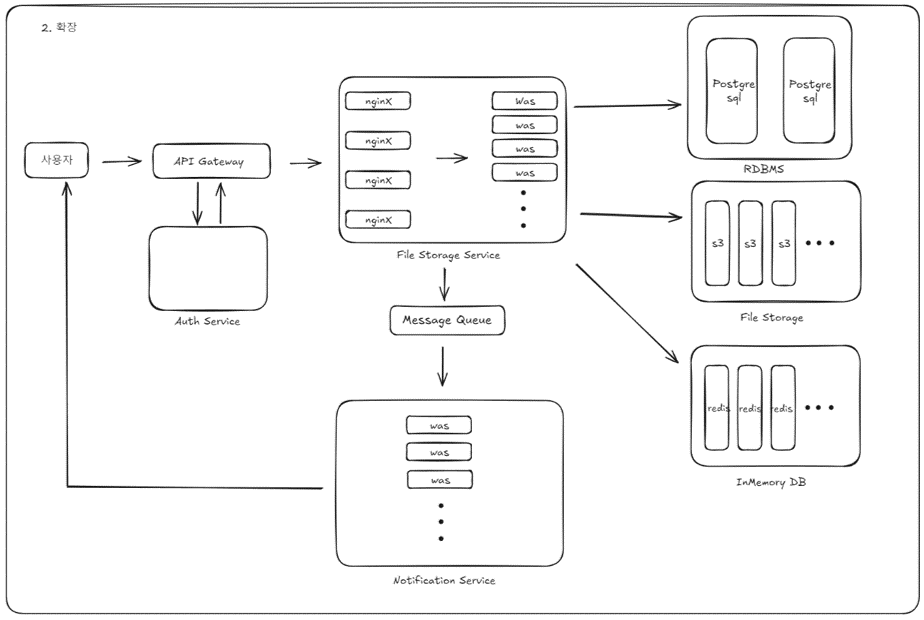 2. 확장
사용자
API Gateway
Auth Service
nginX
nginX
nginX
nginX
Was
was
was
was
File Storage Service
Message Queue
was
was
was
Notification Service
Postgre
sql
Postgre
sql
RDBMS
s3
s3
s3
File Storage
redis
redis
redis
InMemory DB